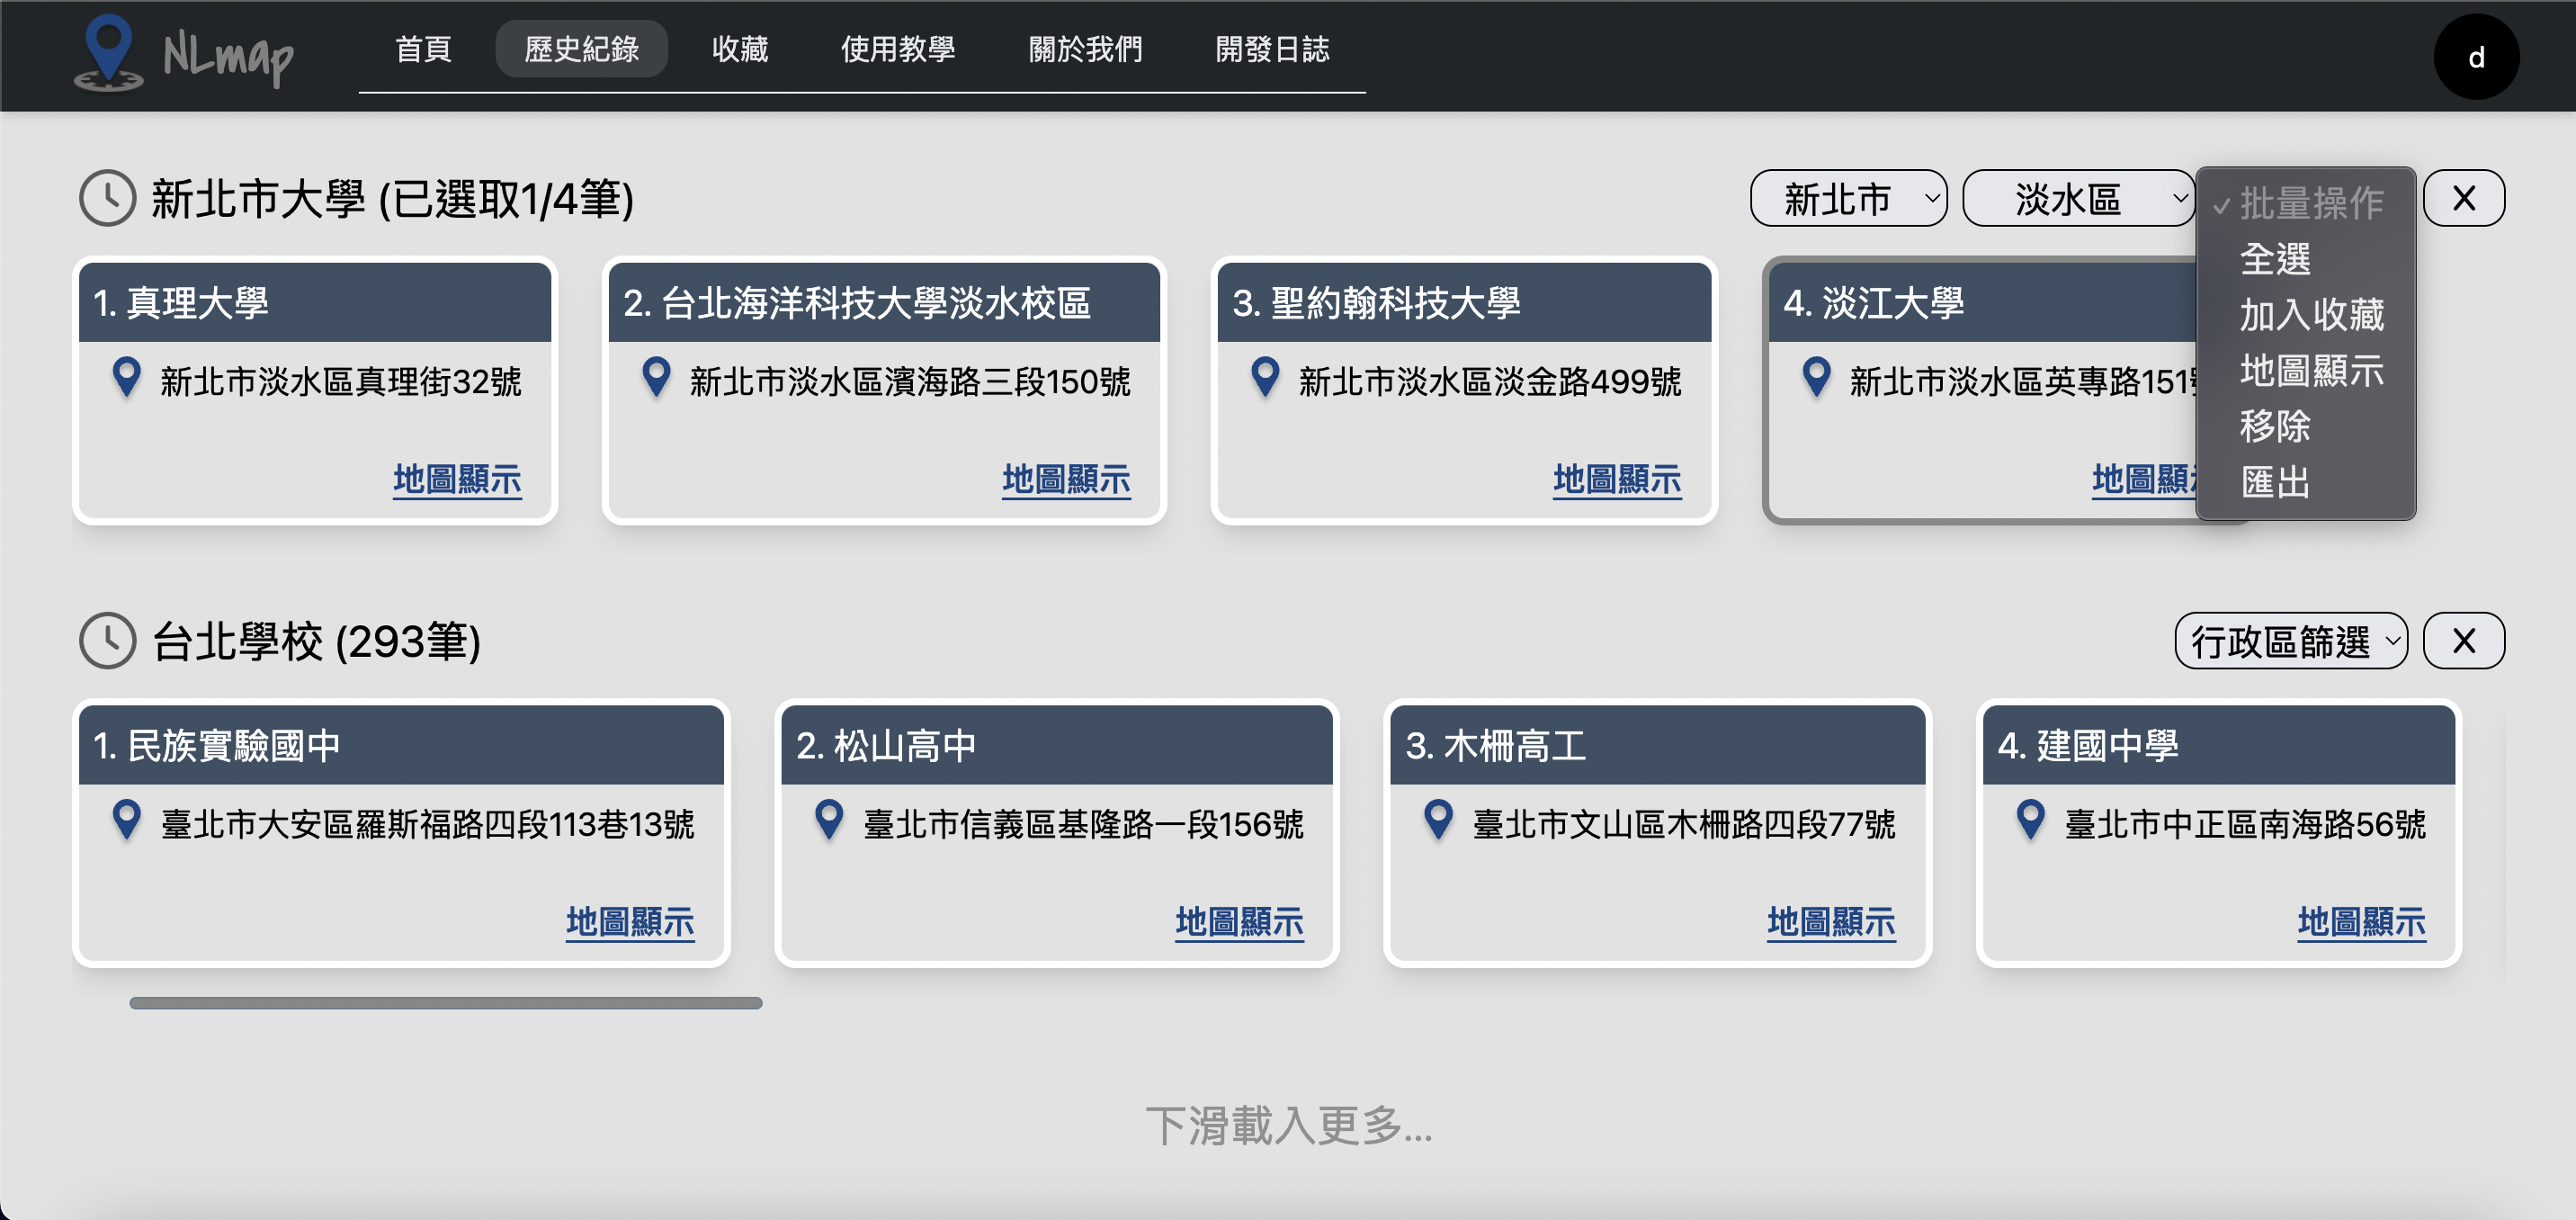 NLmap 首頁 歷史紀錄 收藏 使用教學 關於我們 開發日誌 d
新北市大學 (已選取1/4筆) 新北市 淡水區 X
✓ 批量操作
全選
加入收藏
地圖顯示
移除
匯出
1. 真理大學
新北市淡水區真理街32號
地圖顯示
2. 台北海洋科技大學淡水校區
新北市淡水區濱海路三段150號
地圖顯示
3. 聖約翰科技大學
新北市淡水區淡金路499號
地圖顯示
4. 淡江大學
新北市淡水區英專路151
地圖顯
台北學校 (293筆) 行政區篩選 X
1. 民族實驗國中
臺北市大安區羅斯福路四段113巷13號
地圖顯示
2. 松山高中
臺北市信義區基隆路一段156號
地圖顯示
3. 木柵高工
臺北市文山區木柵路四段77號
地圖顯示
4. 建國中學
臺北市中正區南海路56號
地圖顯示
下滑載入更多...